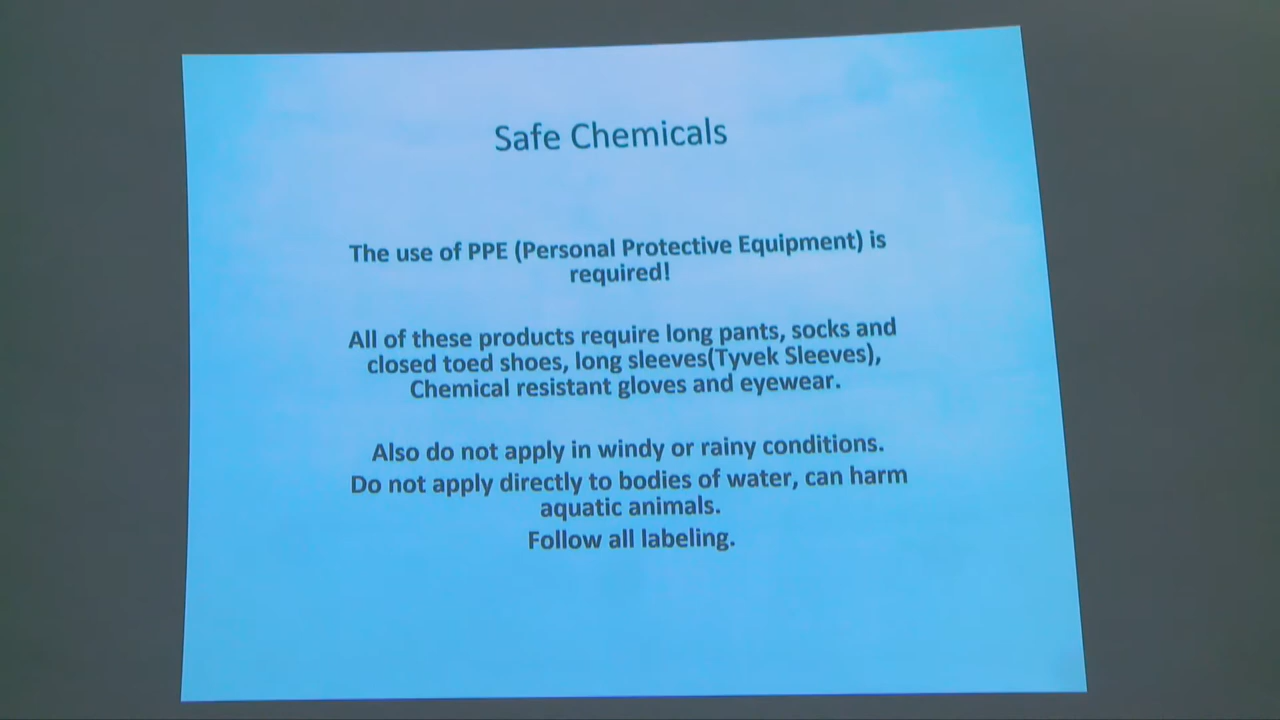 Safe Chemicals
The use of PPE (Personal Protective Equipment) is
required!
All of these products require long pants, socks and
closed toed shoes, long sleeves(Tyvek Sleeves),
Chemical resistant gloves and eyewear.
Also do not apply in windy or rainy conditions.
Do not apply directly to bodies of water, can harm
aquatic animals.
Follow all labeling.